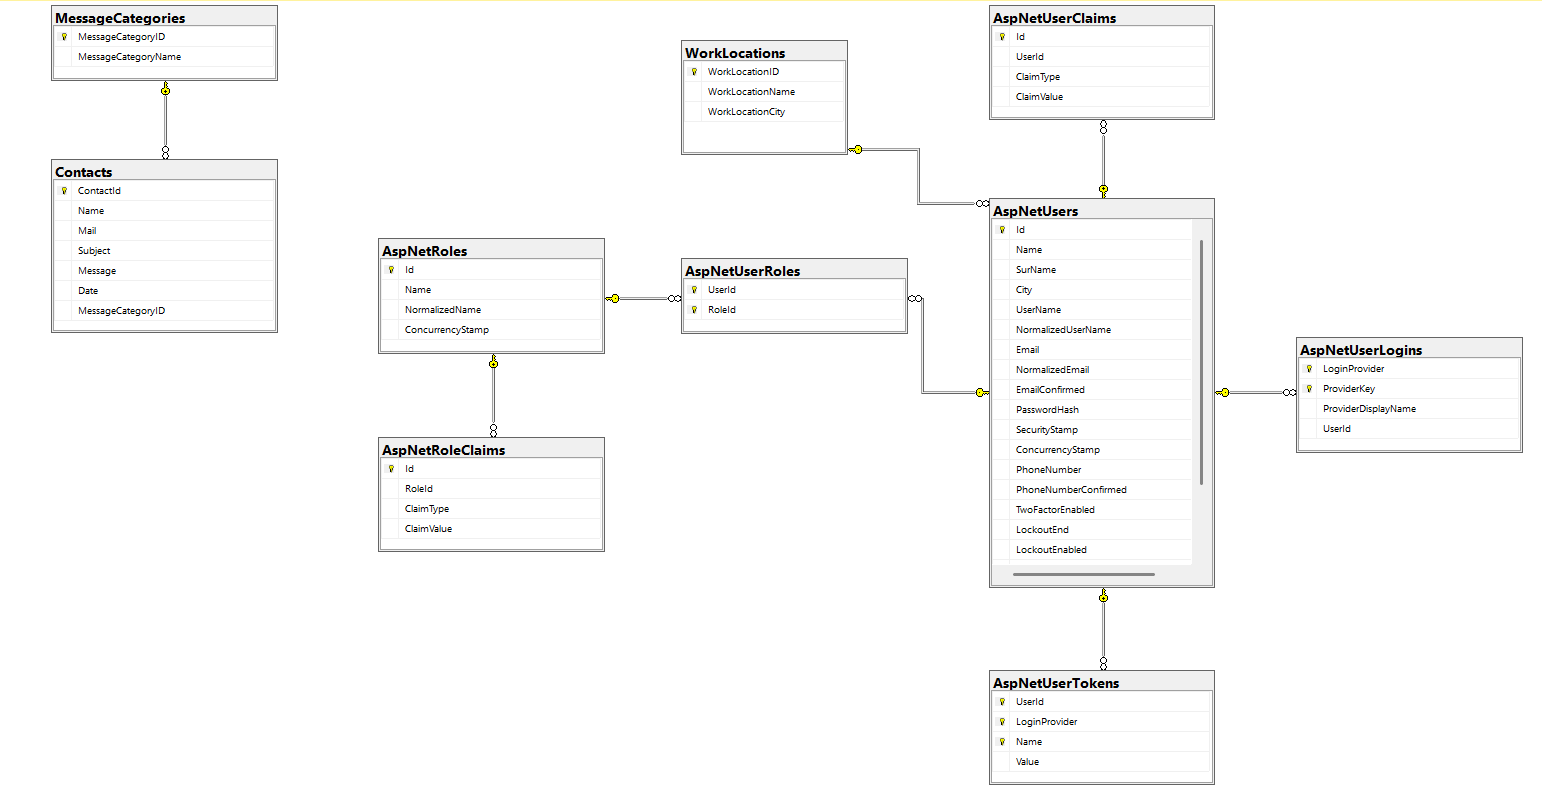 MessageCategories
MessageCategoryID
MessageCategoryName
Contacts
ContactId
Name
Mail
Subject
Message
Date
MessageCategoryID
AspNetRoles
Id
Name
NormalizedName
ConcurrencyStamp
AspNetRoleClaims
Id
RoleId
ClaimType
ClaimValue
WorkLocations
WorkLocationID
WorkLocationName
WorkLocationCity
AspNetUserRoles
UserId
RoleId
AspNetUserClaims
Id
UserId
ClaimType
ClaimValue
AspNetUsers
Id
Name
SurName
City
UserName
NormalizedUserName
Email
NormalizedEmail
EmailConfirmed
PasswordHash
SecurityStamp
ConcurrencyStamp
PhoneNumber
PhoneNumberConfirmed
TwoFactorEnabled
LockoutEnd
LockoutEnabled
AspNetUserLogins
LoginProvider
ProviderKey
ProviderDisplayName
UserId
AspNetUserTokens
UserId
LoginProvider
Name
Value